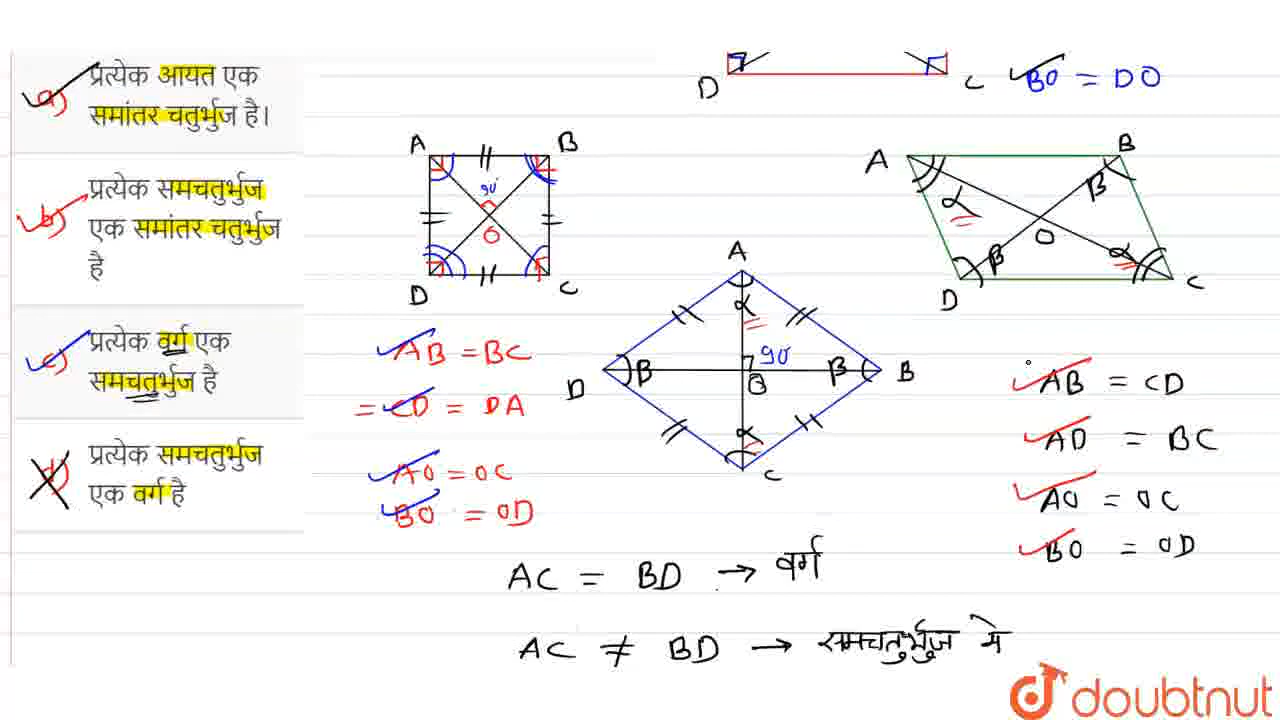 a) प्रत्येक आयत एक
समांतर चतुर्भुज है।
b) प्रत्येक समचतुर्भुज
एक समांतर चतुर्भुज
है
c) प्रत्येक वर्ग एक
समचतुर्भुज है
d) प्रत्येक समचतुर्भुज
एक वर्ग है
D C
BO = DO
A B
90°
O
D C
AB = BC
= CD = DA
AO = OC
BO = OD
A
α
90
D β O β B
α
C
A B
α β
O
β α
D C
AB = CD
AD = BC
AO = OC
BO = OD
AC = BD → वर्ग
AC ≠ BD → समचतुर्भुज मे
doubtnut